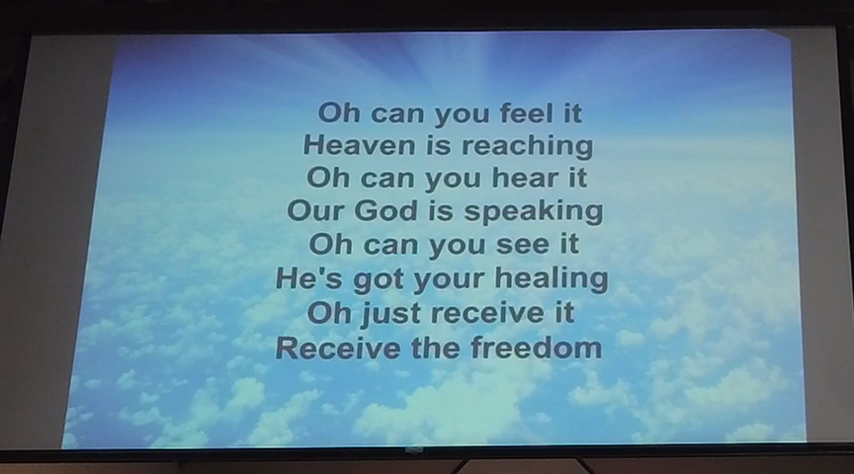 Oh can you feel it
Heaven is reaching
Oh can you hear it
Our God is speaking
Oh can you see it
He's got your healing
Oh just receive it
Receive the freedom